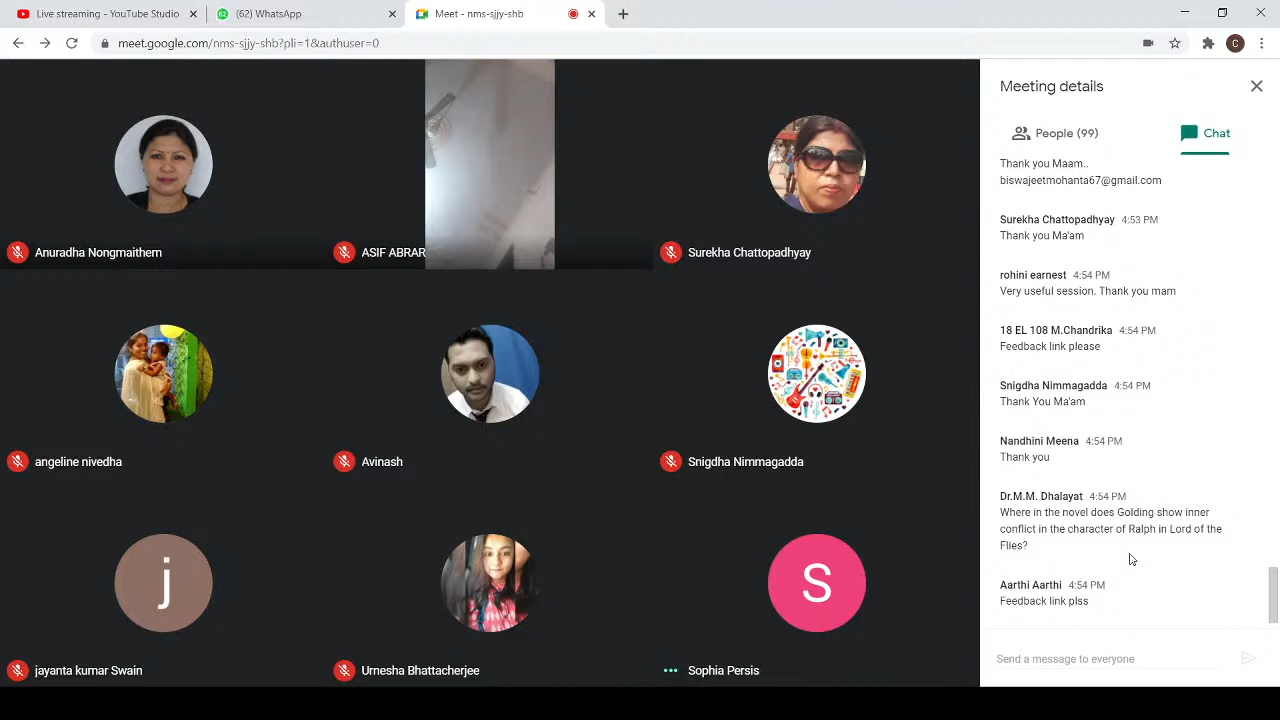 Live streaming - YouTube Studio
(62) WhatsApp
Meet - nms-sjjy-shb
meet.google.com/nms-sjjy-shb?pli=1&authuser=0
C
Anuradha Nongmaithem
ASIF ABRAR
Surekha Chattopadhyay
angeline nivedha
Avinash
Snigdha Nimmagadda
j
S
jayanta kumar Swain
Urnesha Bhattacherjee
Sophia Persis
Meeting details
People (99)
Chat
Thank you Maam..
biswajeetmohanta67@gmail.com
Surekha Chattopadhyay 4:53 PM
Thank you Ma'am
rohini earnest 4:54 PM
Very useful session. Thank you mam
18 EL 108 M.Chandrika 4:54 PM
Feedback link please
Snigdha Nimmagadda 4:54 PM
Thank You Ma'am
Nandhini Meena 4:54 PM
Thank you
Dr.M.M. Dhalayat 4:54 PM
Where in the novel does Golding show inner
conflict in the character of Ralph in Lord of the
Flies?
Aarthi Aarthi 4:54 PM
Feedback link plss
Send a message to everyone